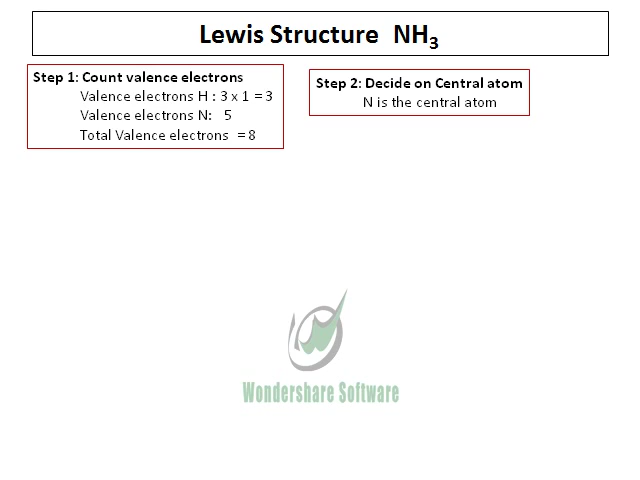 Lewis Structure  NH₃
Step 1: Count valence electrons
Valence electrons H : 3 x 1 = 3
Valence electrons N:  5
Total Valence electrons  = 8
Step 2: Decide on Central atom
N is the central atom
Wondershare Software